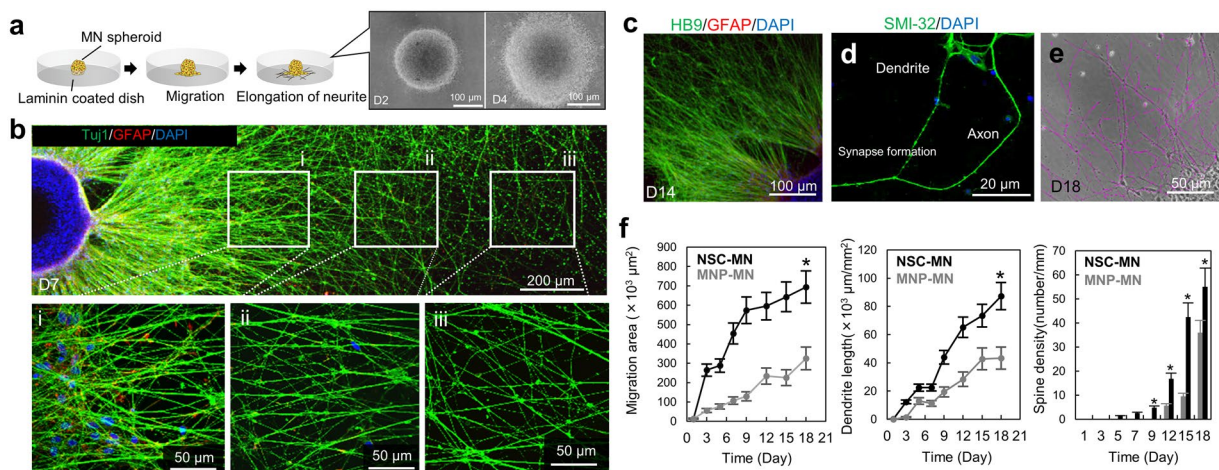 a
MN spheroid
Laminin coated dish
Migration
Elongation of neurite
D2
100 µm
D4
100 µm
b
Tuj1/GFAP/DAPI
i
ii
iii
D7
200 µm
i
50 µm
ii
50 µm
iii
50 µm
c
HB9/GFAP/DAPI
D14
100 µm
SMI-32/DAPI
d
Dendrite
Axon
Synapse formation
20 µm
e
D18
50 µm
f
Migration area (×10³ µm²)
900
800
700
600
500
400
300
200
100
0
NSC-MN
MNP-MN
*
0 3 6 9 12 15 18 21
Time (Day)
Dendrite length(×10³ µm/mm²)
120
100
80
60
40
20
0
NSC-MN
MNP-MN
*
0 3 6 9 12 15 18 21
Time (Day)
Spine density(number/mm)
70
60
50
40
30
20
10
0
NSC-MN
MNP-MN
* * * *
1 3 5 7 9 12 15 18
Time (Day)